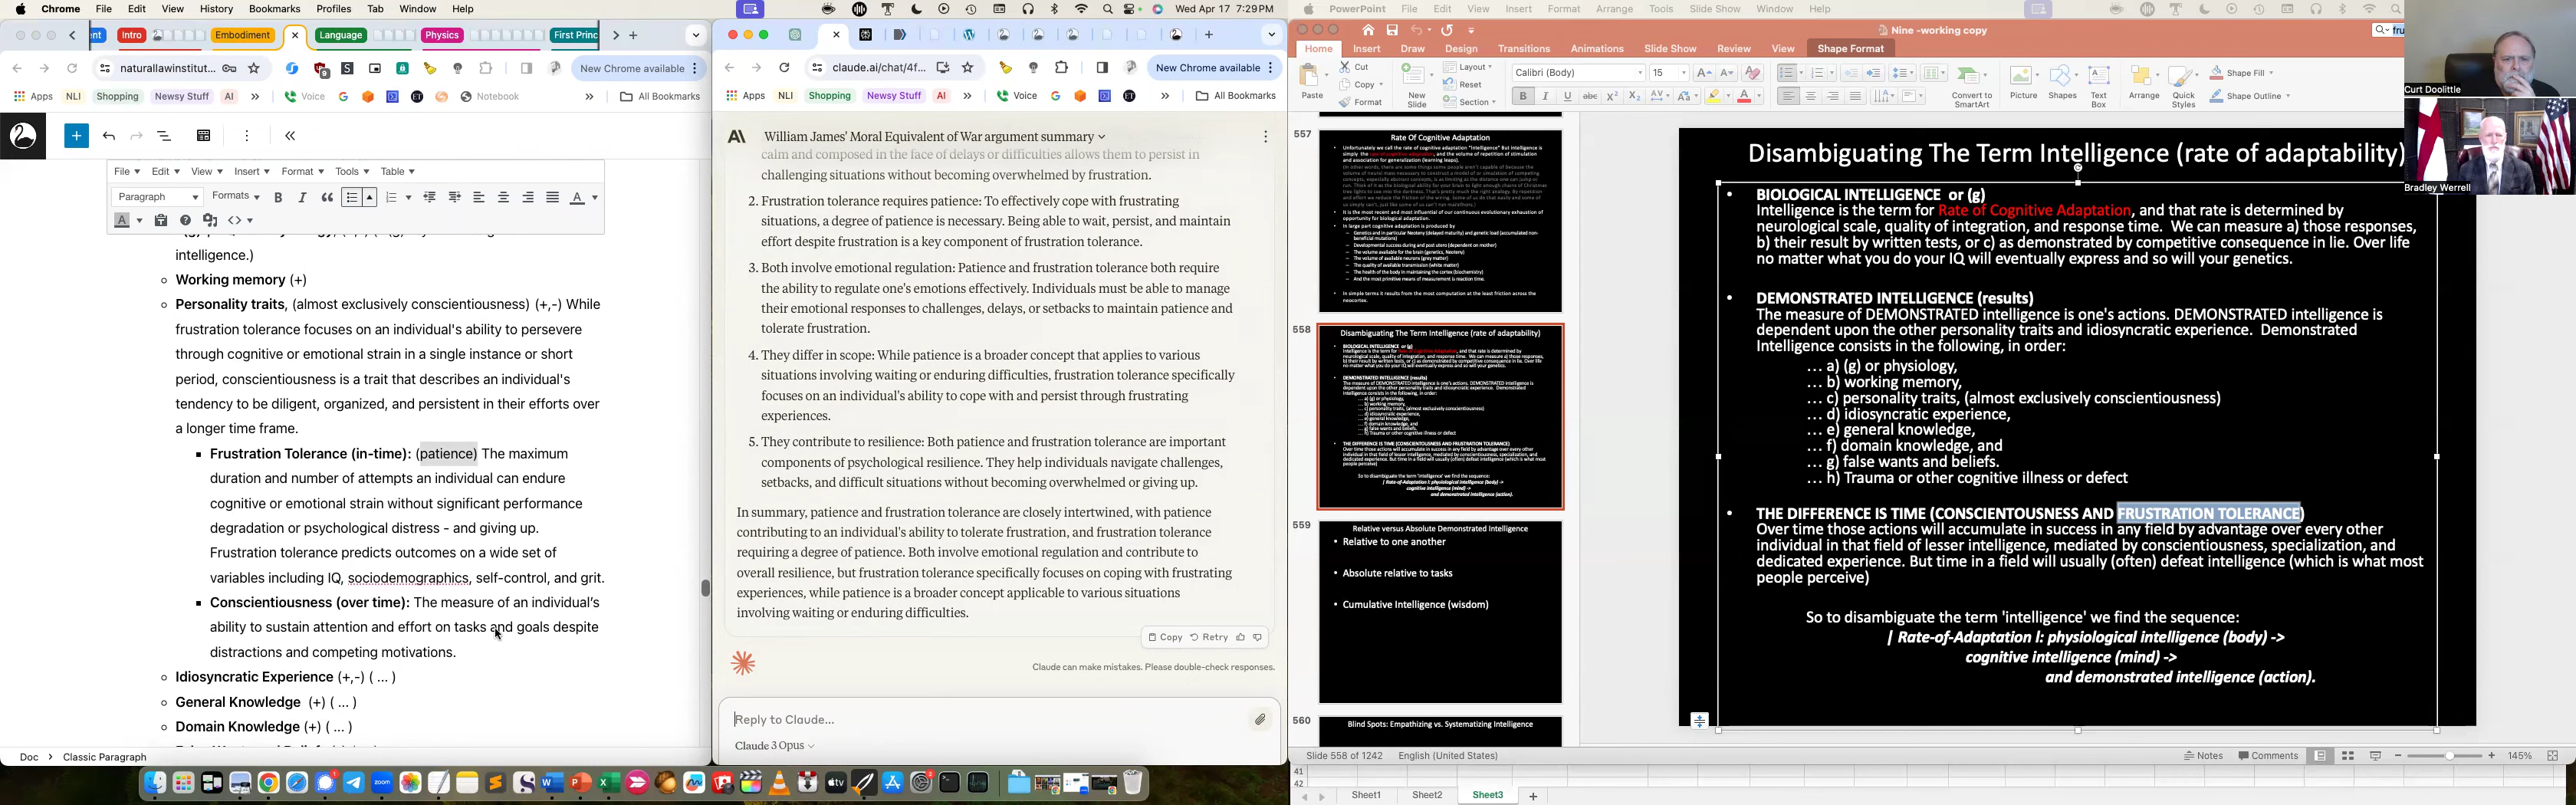 Chrome File Edit View History Bookmarks Profiles Tab Window Help
Wed Apr 17 7:29 PM
Intro Embodiment Language Physics First Princ
naturallawinstitut... New Chrome available
Apps NLI Shopping Newsy Stuff AI Voice Notebook All Bookmarks
File Edit View Insert Format Tools Table
Paragraph Formats
intelligence.)
Working memory (+)
Personality traits, (almost exclusively conscientiousness) (+,-) While
frustration tolerance focuses on an individual's ability to persevere
through cognitive or emotional strain in a single instance or short
period, conscientiousness is a trait that describes an individual's
tendency to be diligent, organized, and persistent in their efforts over
a longer time frame.
Frustration Tolerance (in-time): (patience) The maximum
duration and number of attempts an individual can endure
cognitive or emotional strain without significant performance
degradation or psychological distress - and giving up.
Frustration tolerance predicts outcomes on a wide set of
variables including IQ, sociodemographics, self-control, and grit.
Conscientiousness (over time): The measure of an individual's
ability to sustain attention and effort on tasks and goals despite
distractions and competing motivations.
Idiosyncratic Experience (+,-) ( ... )
General Knowledge (+) ( ... )
Domain Knowledge (+) ( ... )
Doc > Classic Paragraph
claude.ai/chat/4f... New Chrome available
Apps NLI Shopping Newsy Stuff AI Voice All Bookmarks
William James' Moral Equivalent of War argument summary
calm and composed in the face of delays or difficulties allows them to persist in
challenging situations without becoming overwhelmed by frustration.
2. Frustration tolerance requires patience: To effectively cope with frustrating
situations, a degree of patience is necessary. Being able to wait, persist, and maintain
effort despite frustration is a key component of frustration tolerance.
3. Both involve emotional regulation: Patience and frustration tolerance both require
the ability to regulate one's emotions effectively. Individuals must be able to manage
their emotional responses to challenges, delays, or setbacks to maintain patience and
tolerate frustration.
4. They differ in scope: While patience is a broader concept that applies to various
situations involving waiting or enduring difficulties, frustration tolerance specifically
focuses on an individual's ability to cope with and persist through frustrating
experiences.
5. They contribute to resilience: Both patience and frustration tolerance are important
components of psychological resilience. They help individuals navigate challenges,
setbacks, and difficult situations without becoming overwhelmed or giving up.
In summary, patience and frustration tolerance are closely intertwined, with patience
contributing to an individual's ability to tolerate frustration, and frustration tolerance
requiring a degree of patience. Both involve emotional regulation and contribute to
overall resilience, but frustration tolerance specifically focuses on coping with frustrating
experiences, while patience is a broader concept applicable to various situations
involving waiting or enduring difficulties.
Copy Retry
Claude can make mistakes. Please double-check responses.
Reply to Claude...
Claude 3 Opus
PowerPoint File Edit View Insert Format Arrange Tools Slide Show Window Help
Nine -working copy
Home Insert Draw Design Transitions Animations Slide Show Review View Shape Format
Paste Cut Copy Format New Slide Layout Reset Section Calibri (Body) 15 Convert to SmartArt Picture Shapes Text Box Arrange Quick Styles Shape Fill Shape Outline
557
Rate Of Cognitive Adaptation
558
Disambiguating The Term Intelligence (rate of adaptability)
559
Relative versus Absolute Demonstrated Intelligence
• Relative to one another
• Absolute relative to tasks
• Cumulative Intelligence (wisdom)
560
Blind Spots: Empathizing vs. Systematizing Intelligence
Disambiguating The Term Intelligence (rate of adaptability)
• BIOLOGICAL INTELLIGENCE or (g)
Intelligence is the term for Rate of Cognitive Adaptation, and that rate is determined by
neurological scale, quality of integration, and response time. We can measure a) those responses,
b) their result by written tests, or c) as demonstrated by competitive consequence in lie. Over life
no matter what you do your IQ will eventually express and so will your genetics.
• DEMONSTRATED INTELLIGENCE (results)
The measure of DEMONSTRATED intelligence is one's actions. DEMONSTRATED intelligence is
dependent upon the other personality traits and idiosyncratic experience. Demonstrated
Intelligence consists in the following, in order:
... a) (g) or physiology,
... b) working memory,
... c) personality traits, (almost exclusively conscientiousness)
... d) idiosyncratic experience,
... e) general knowledge,
... f) domain knowledge, and
... g) false wants and beliefs.
... h) Trauma or other cognitive illness or defect
• THE DIFFERENCE IS TIME (CONSCIENTOUSNESS AND FRUSTRATION TOLERANCE)
Over time those actions will accumulate in success in any field by advantage over every other
individual in that field of lesser intelligence, mediated by conscientiousness, specialization, and
dedicated experience. But time in a field will usually (often) defeat intelligence (which is what most
people perceive)
So to disambiguate the term 'intelligence' we find the sequence:
| Rate-of-Adaptation I: physiological intelligence (body) ->
cognitive intelligence (mind) ->
and demonstrated intelligence (action).
Slide 558 of 1242 English (United States) Notes Comments 145%
41
42
Sheet1 Sheet2 Sheet3
Curt Doolittle
Bradley Werrell